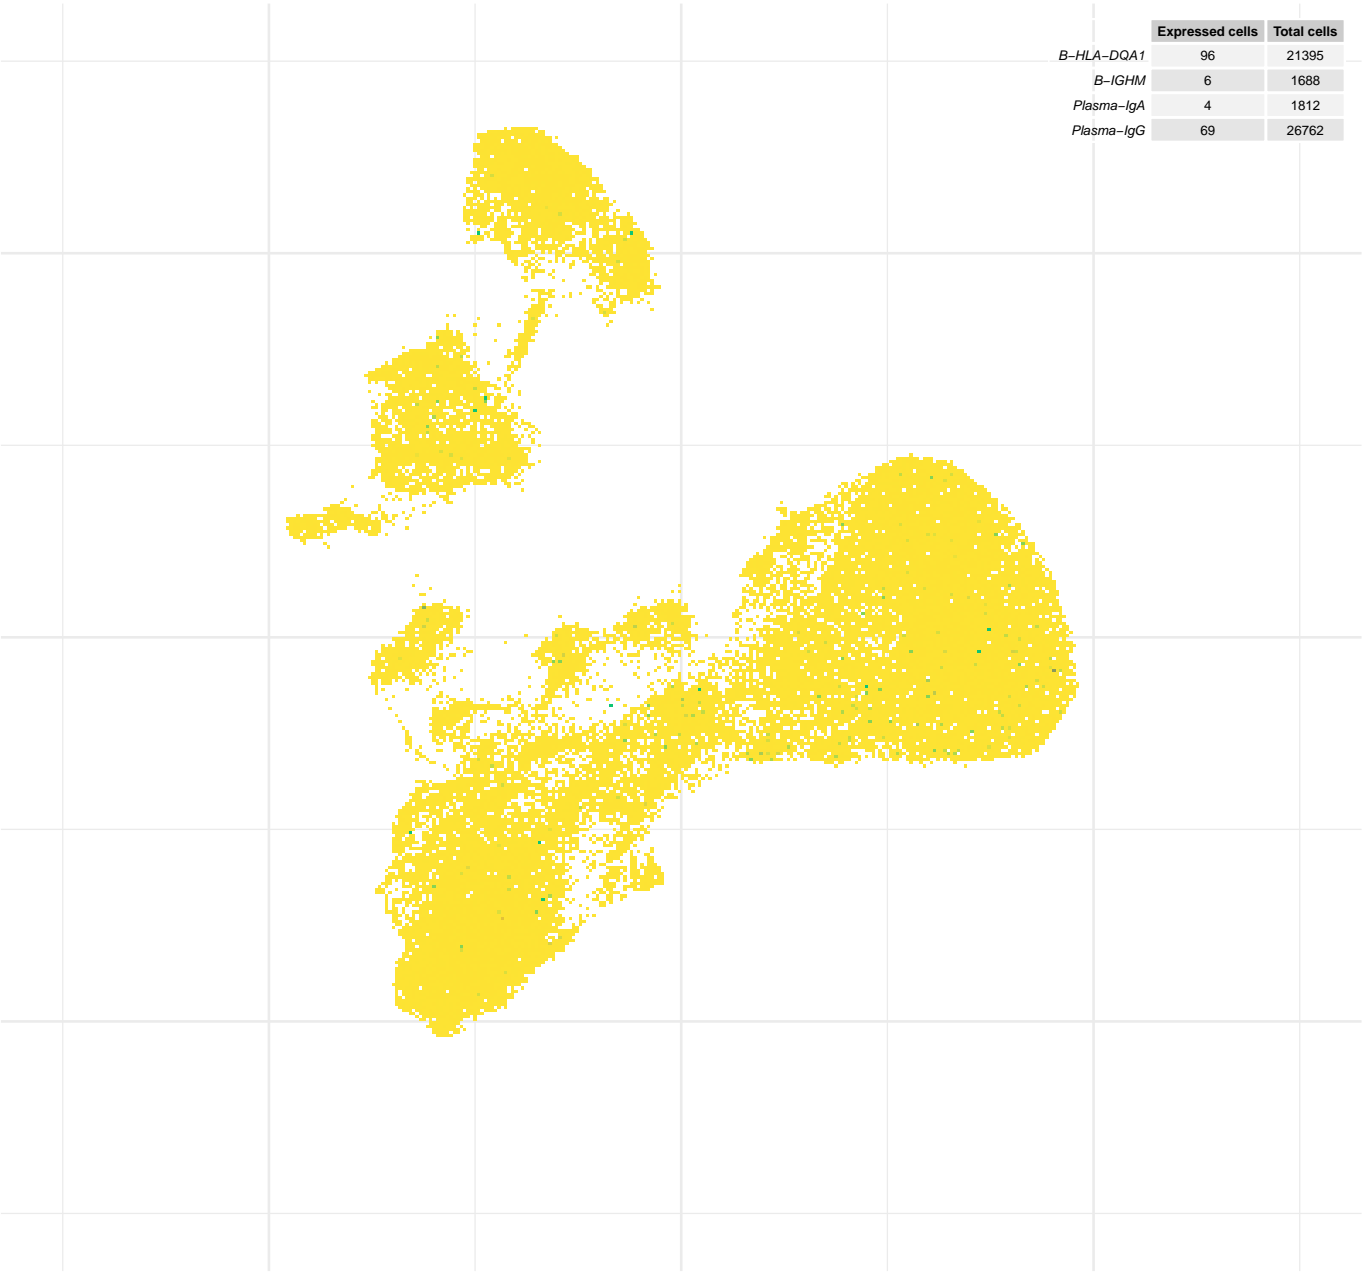 Expressed cells Total cells
B−HLA−DQA1 96 21395
B−IGHM 6 1688
Plasma−IgA 4 1812
Plasma−IgG 69 26762